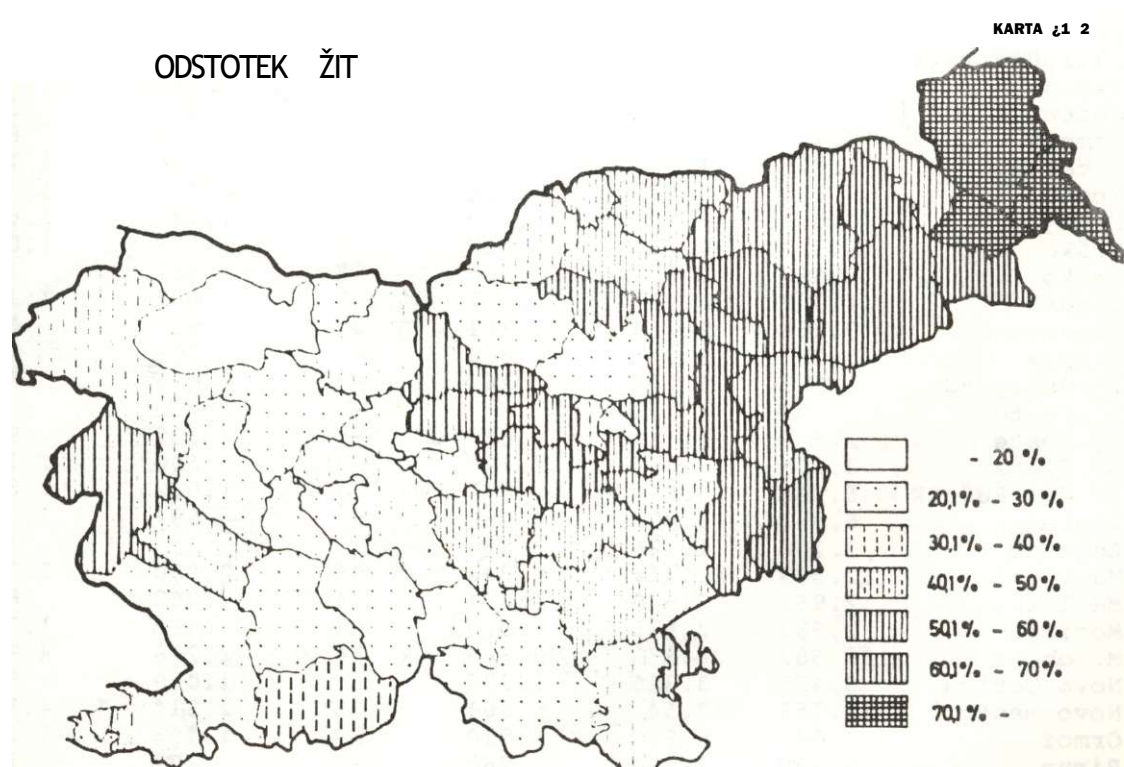 KARTA ¿1 2
ODSTOTEK ŽIT
- 20 %
20,1% - 30 %
30,1% - 40 %
40,1% - 50 %
50,1% - 60 %
60,1% - 70 %
70,1 % -